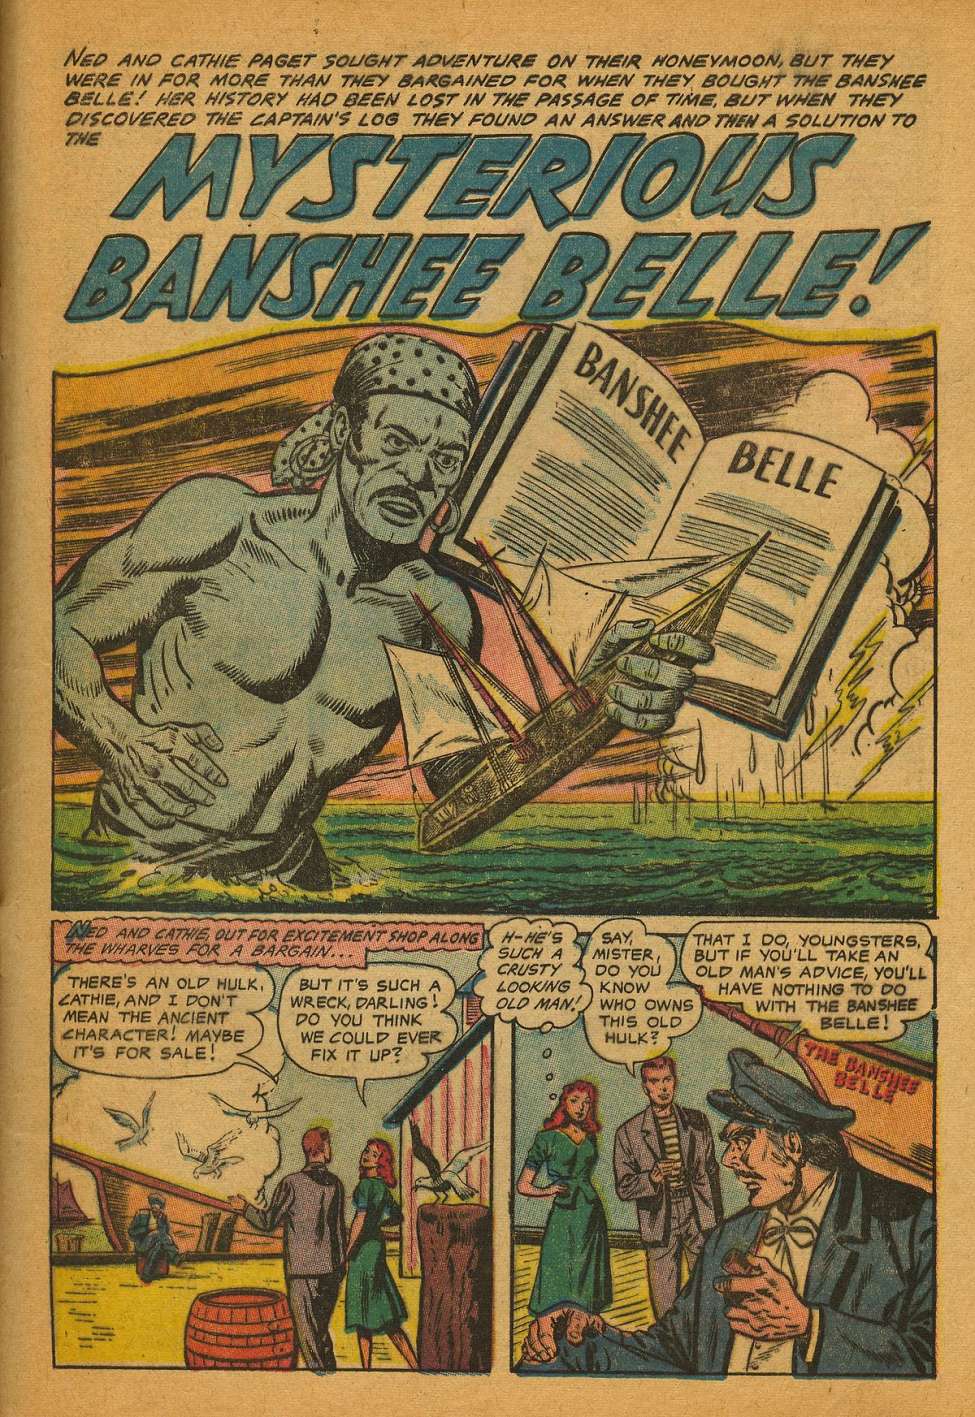 NED AND CATHIE PAGET SOUGHT ADVENTURE ON THEIR HONEYMOON, BUT THEY
WERE IN FOR MORE THAN THEY BARGAINED FOR WHEN THEY BOUGHT THE BANSHEE
BELLE! HER HISTORY HAD BEEN LOST IN THE PASSAGE OF TIME, BUT WHEN THEY
DISCOVERED THE CAPTAIN'S LOG THEY FOUND AN ANSWER AND THEN A SOLUTION TO
THE
MYSTERIOUS
BANSHEE BELLE!
BANSHEE
BELLE
NED AND CATHIE, OUT FOR EXCITEMENT SHOP ALONG
THE WHARVES FOR A BARGAIN...
THERE'S AN OLD HULK,
CATHIE, AND I DON'T
MEAN THE ANCIENT
CHARACTER! MAYBE
IT'S FOR SALE!
BUT IT'S SUCH A
WRECK, DARLING!
DO YOU THINK
WE COULD EVER
FIX IT UP?
H-HE'S
SUCH A
CRUSTY
LOOKING
OLD MAN!
SAY,
MISTER,
DO YOU
KNOW
WHO OWNS
THIS OLD
HULK?
THAT I DO, YOUNGSTERS,
BUT IF YOU'LL TAKE AN
OLD MAN'S ADVICE, YOU'LL
HAVE NOTHING TO DO
WITH THE BANSHEE
BELLE!
THE BANSHEE
BELLE